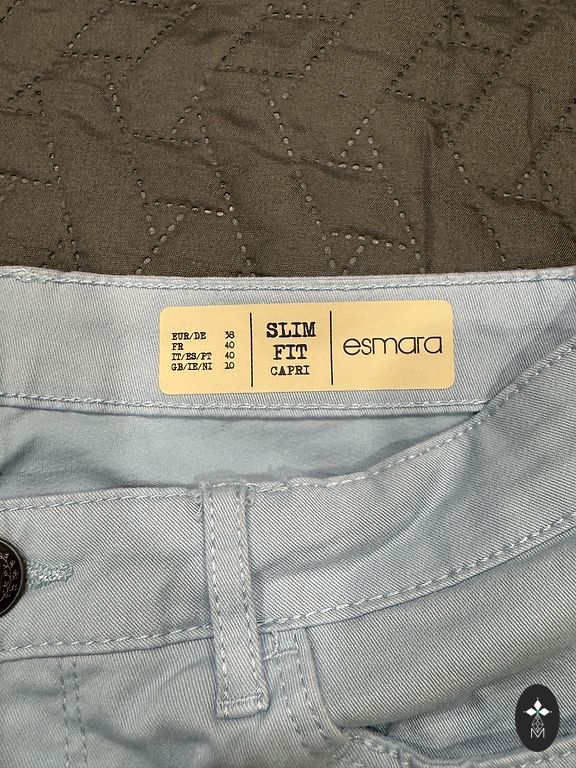 EUR/DE 38
FR 40
IT/ES/PT 40
GB/IE/NI 10
SLIM
FIT
CAPRI
esmara
M